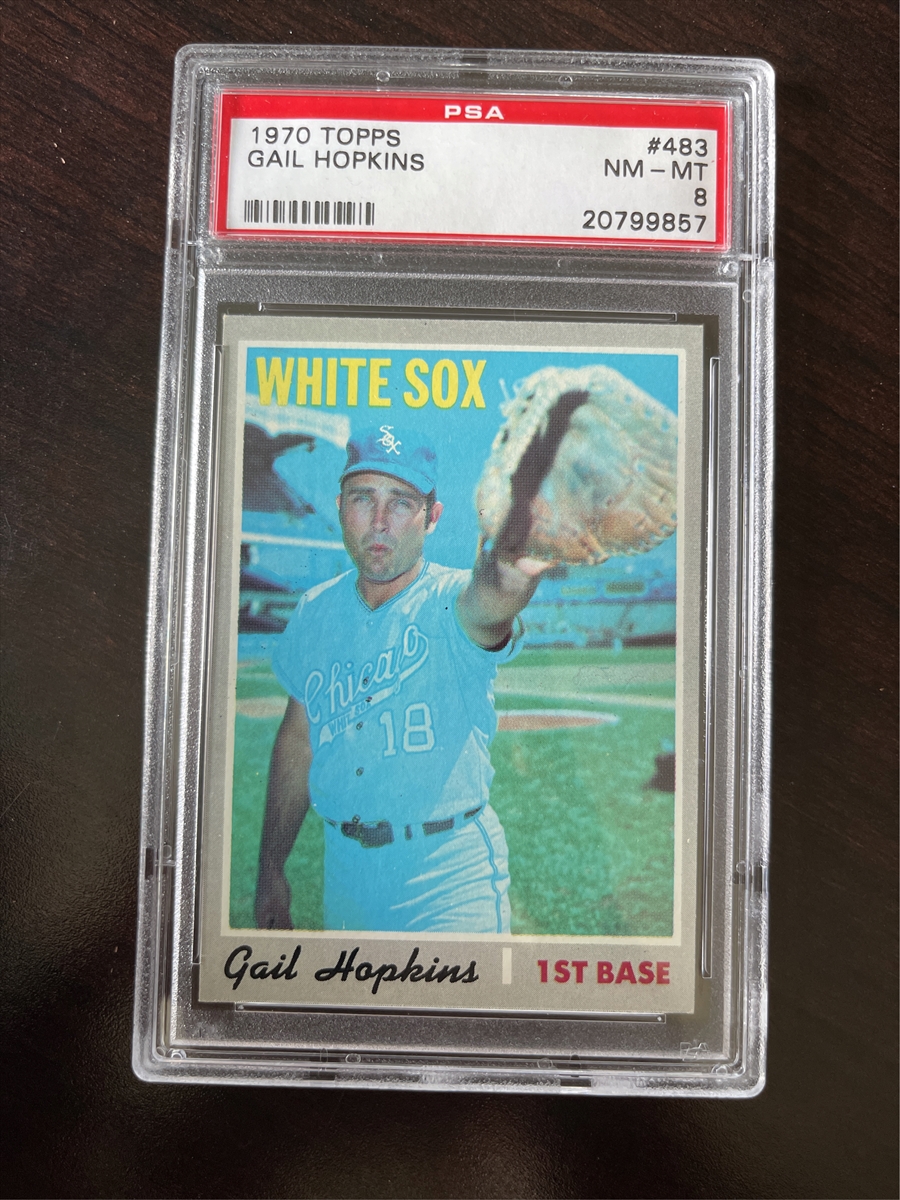 PSA
1970 TOPPS #483
GAIL HOPKINS NM - MT
8
20799857
WHITE SOX
Sox
Chicago
WHITE SOX
18
Gail Hopkins 1ST BASE